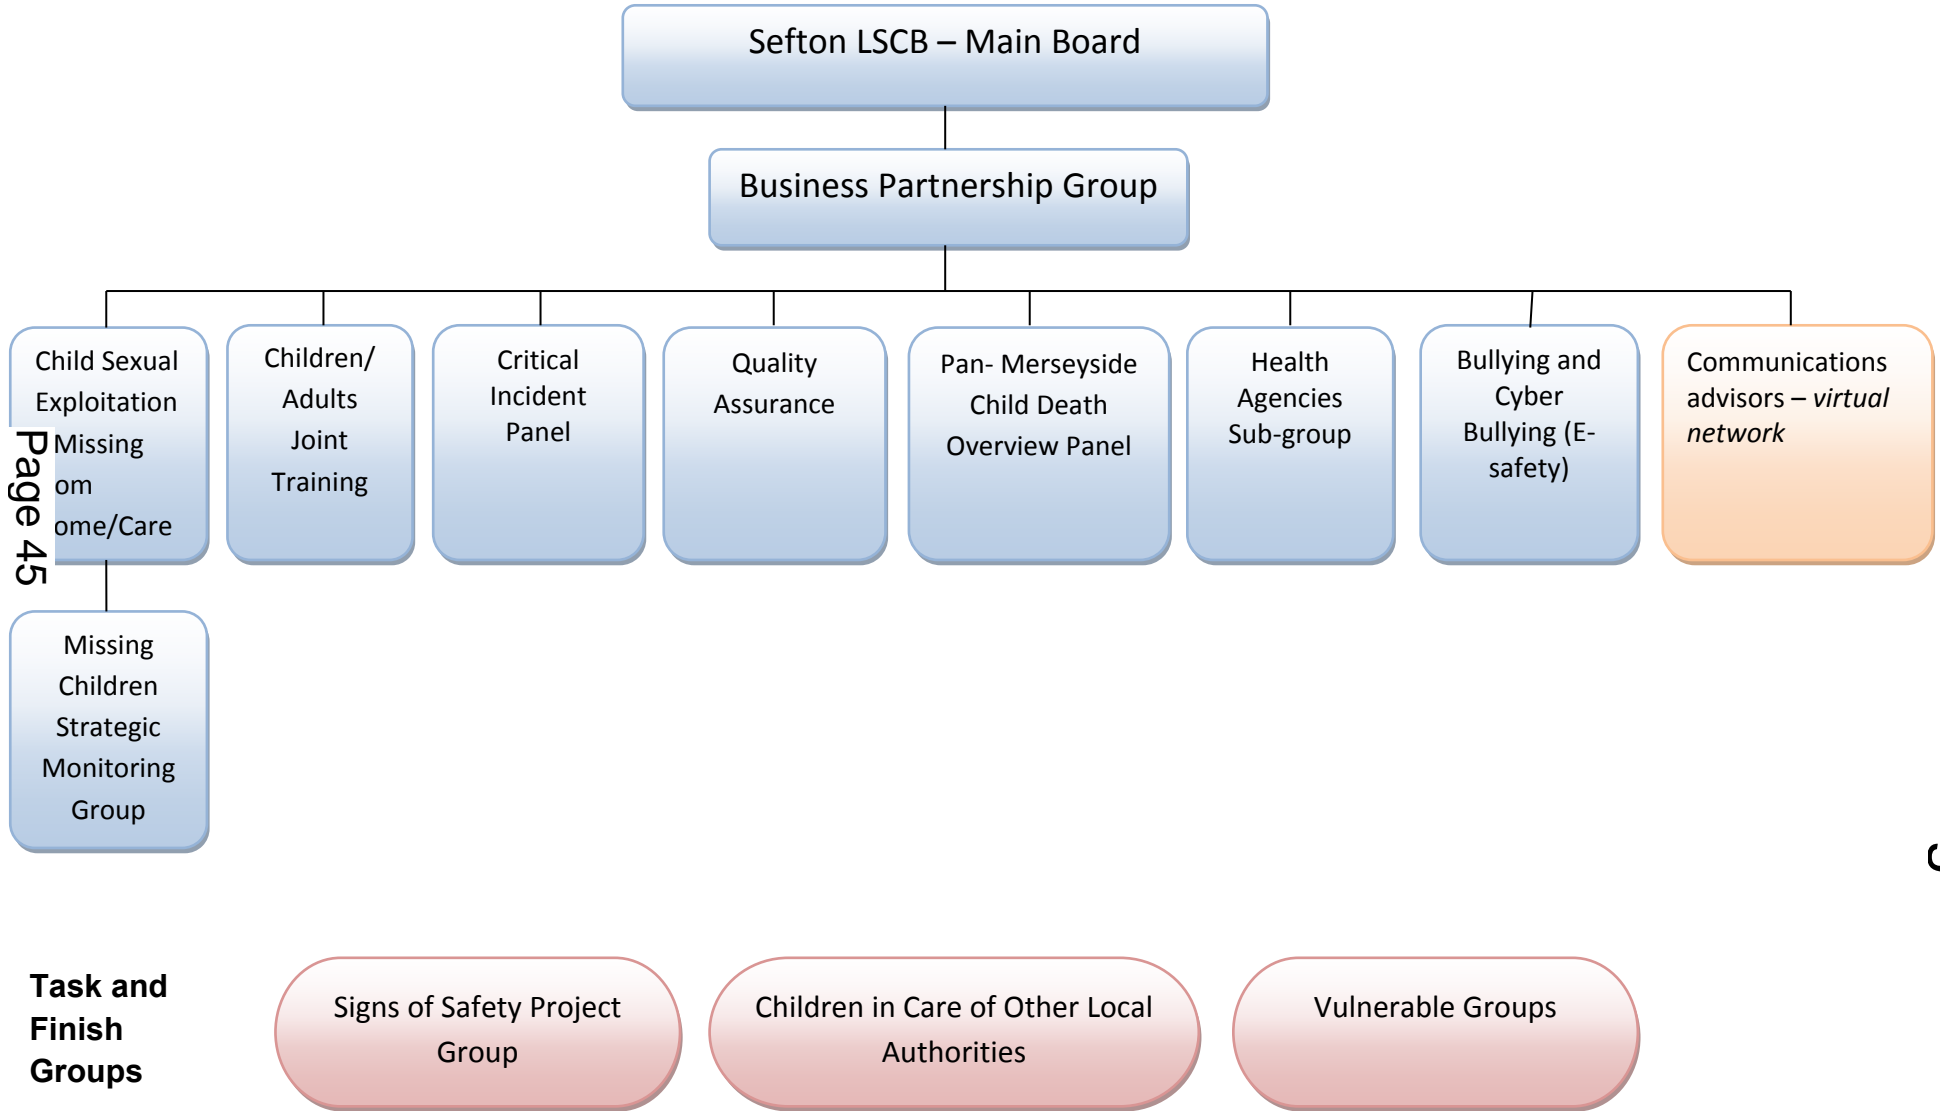 Sefton LSCB – Main Board
Business Partnership Group
Child Sexual
Exploitation
Missing
om
ome/Care
Children/
Adults
Joint
Training
Critical
Incident
Panel
Quality
Assurance
Pan- Merseyside
Child Death
Overview Panel
Health
Agencies
Sub-group
Bullying and
Cyber
Bullying (E-
safety)
Communications
advisors – virtual
network
Page 45
Missing
Children
Strategic
Monitoring
Group
Task and
Finish
Groups
Signs of Safety Project
Group
Children in Care of Other Local
Authorities
Vulnerable Groups